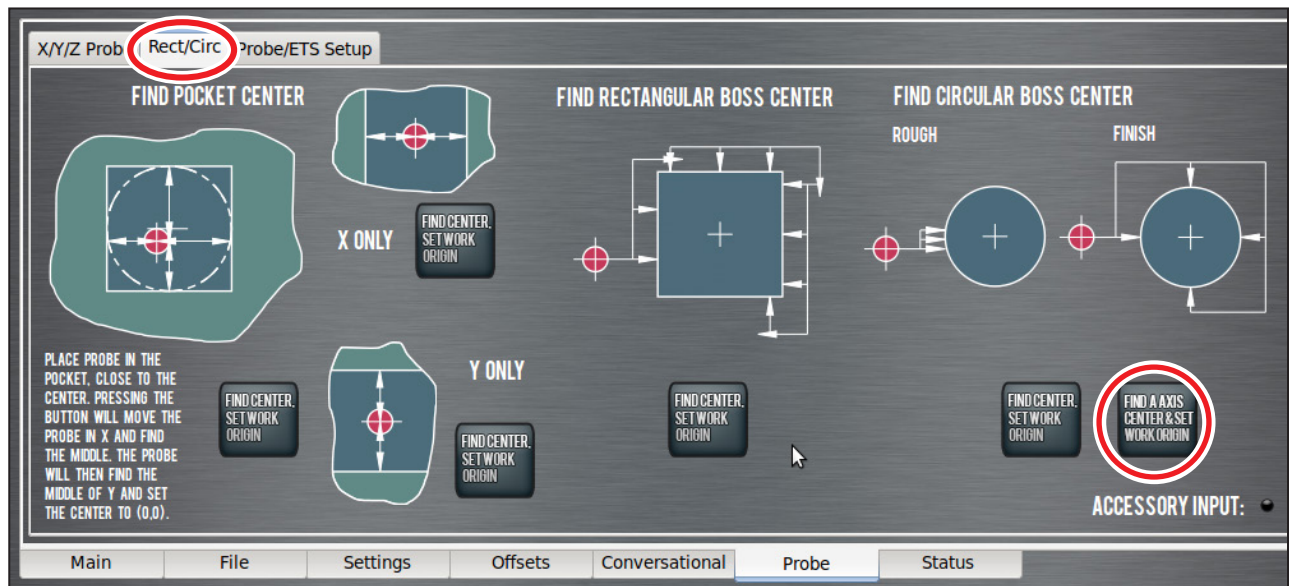 X/Y/Z Prob
Rect/Circ
Probe/ETS Setup
FIND POCKET CENTER
FIND RECTANGULAR BOSS CENTER
FIND CIRCULAR BOSS CENTER
ROUGH
FINISH
X ONLY
FIND CENTER,
SET WORK
ORIGIN
PLACE PROBE IN THE
POCKET, CLOSE TO THE
CENTER. PRESSING THE
BUTTON WILL MOVE THE
PROBE IN X AND FIND
THE MIDDLE. THE PROBE
WILL THEN FIND THE
MIDDLE OF Y AND SET
THE CENTER TO (0,0).
FIND CENTER,
SET WORK
ORIGIN
Y ONLY
FIND CENTER,
SET WORK
ORIGIN
FIND CENTER,
SET WORK
ORIGIN
FIND CENTER,
SET WORK
ORIGIN
FIND A AXIS
CENTER & SET
WORK ORIGIN
ACCESSORY INPUT:
Main
File
Settings
Offsets
Conversational
Probe
Status